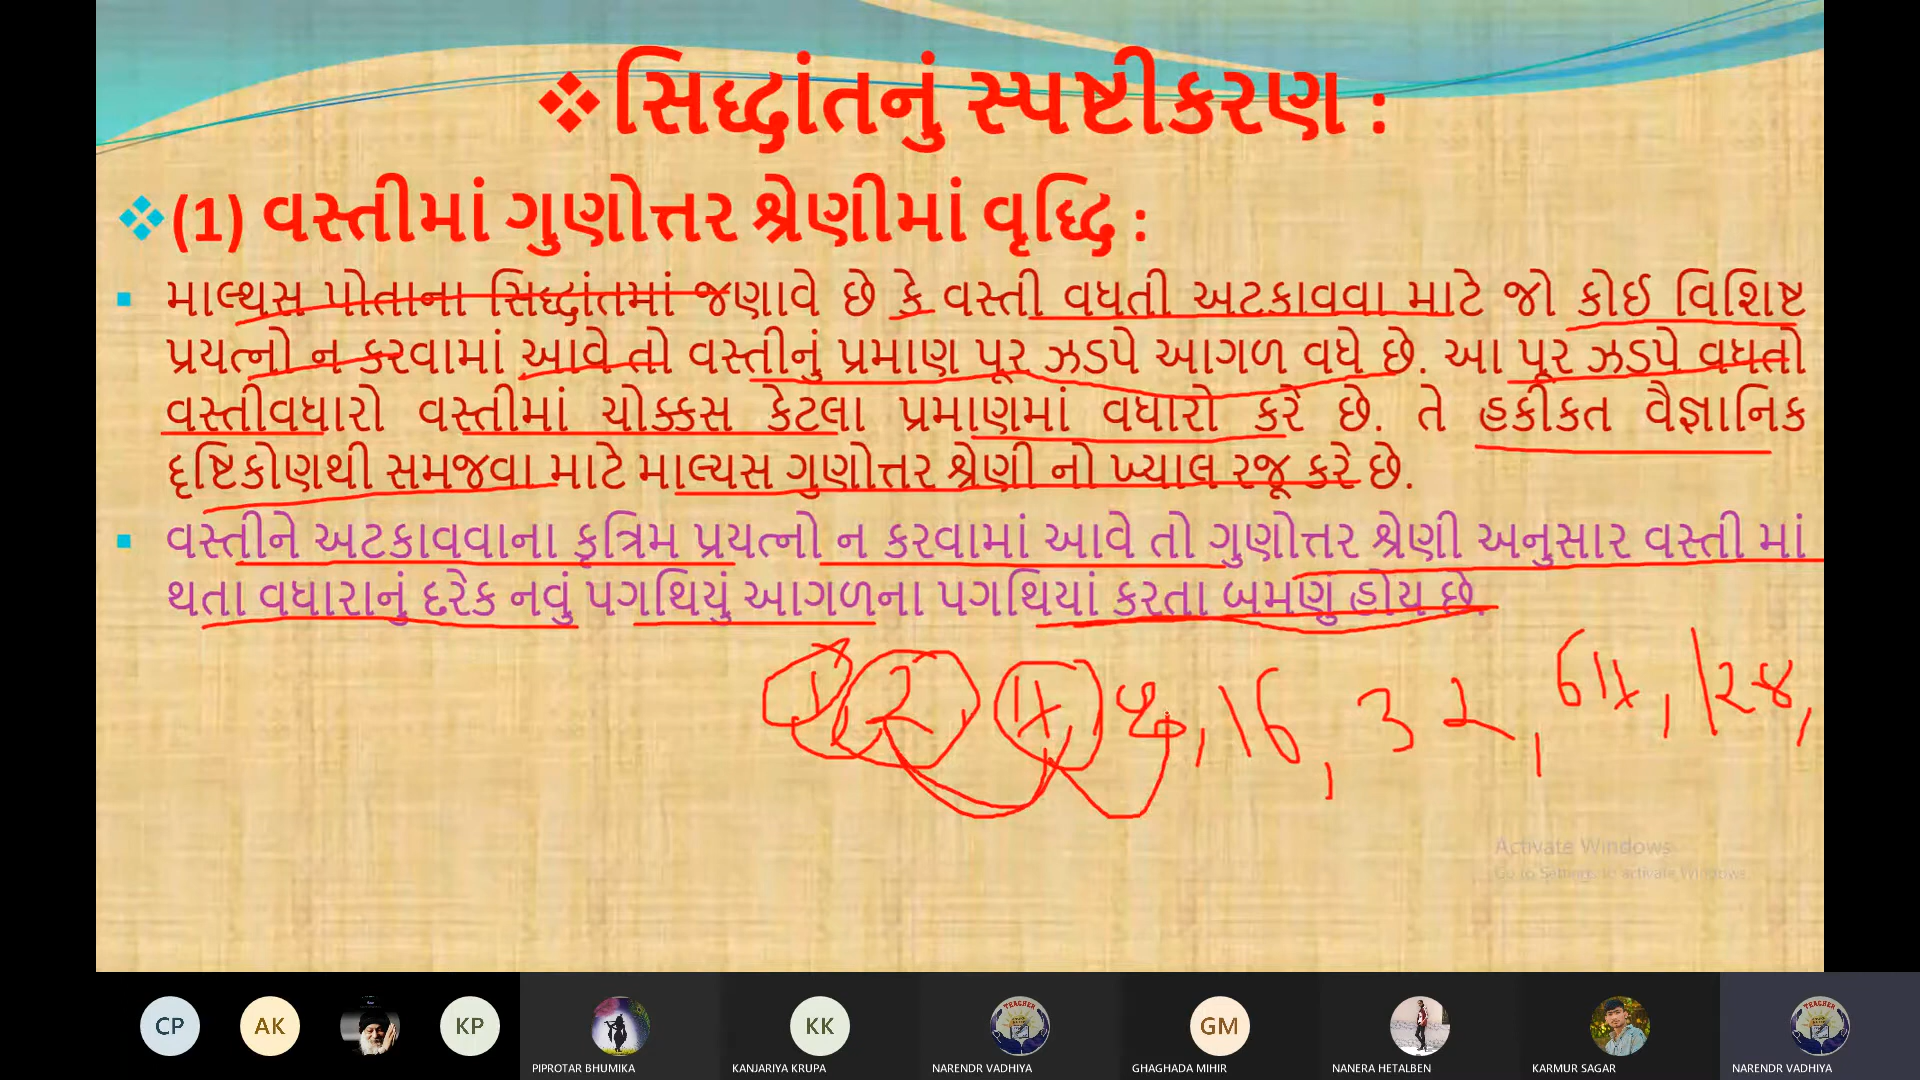 ❖સિદ્ધાંતનું સ્પષ્ટીકરણ :
❖(1) વસ્તીમાં ગુણોત્તર શ્રેણીમાં વૃધ્ધિ :
▪ માલ્થસ પોતાના સિદ્ધાંતમાં જણાવે છે કે વસ્તી વધતી અટકાવવા માટે જો કોઈ વિશિષ્ટ
પ્રયત્નો ન કરવામાં આવે તો વસ્તીનું પ્રમાણ પૂર ઝડપે આગળ વધે છે. આ પૂર ઝડપે વધતો
વસ્તીવધારો વસ્તીમાં ચોક્કસ કેટલા પ્રમાણમાં વધારો કરે છે. તે હકીકત વૈજ્ઞાનિક
દૃષ્ટિકોણથી સમજવા માટે માલ્યસ ગુણોત્તર શ્રેણી નો ખ્યાલ રજૂ કરે છે.
▪ વસ્તીને અટકાવવાના કૃત્રિમ પ્રયત્નો ન કરવામાં આવે તો ગુણોત્તર શ્રેણી અનુસાર વસ્તી માં
થતા વધારાનું દરેક નવું પગથિયું આગળના પગથિયાં કરતા બમણું હોય છે.
1, 2, 4, 8, 16, 32, 64, 128,
Activate Windows
Go to Settings to activate Windows.
CP AK KP KK GM
PIPROTAR BHUMIKA KANJARIYA KRUPA NARENDR VADHIYA GHAGHADA MIHIR NANERA HETALBEN KARMUR SAGAR NARENDR VADHIYA